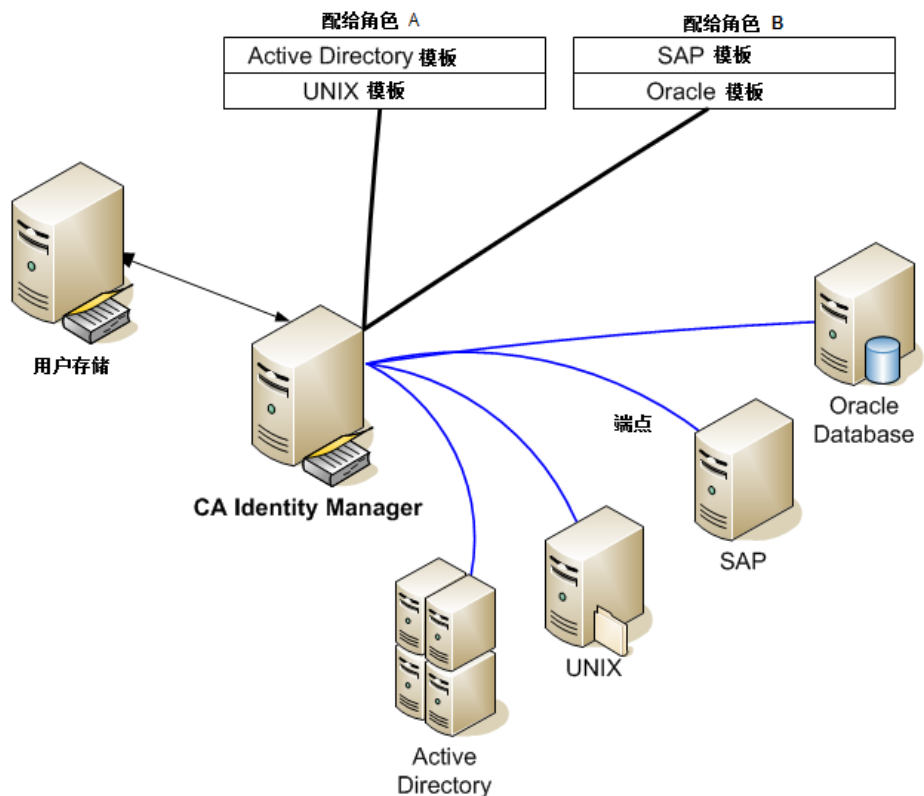 配给角色 A
Active Directory 模板
UNIX 模板
配给角色 B
SAP 模板
Oracle 模板
用户存储
CA Identity Manager
端点
Oracle
Database
SAP
UNIX
Active
Directory